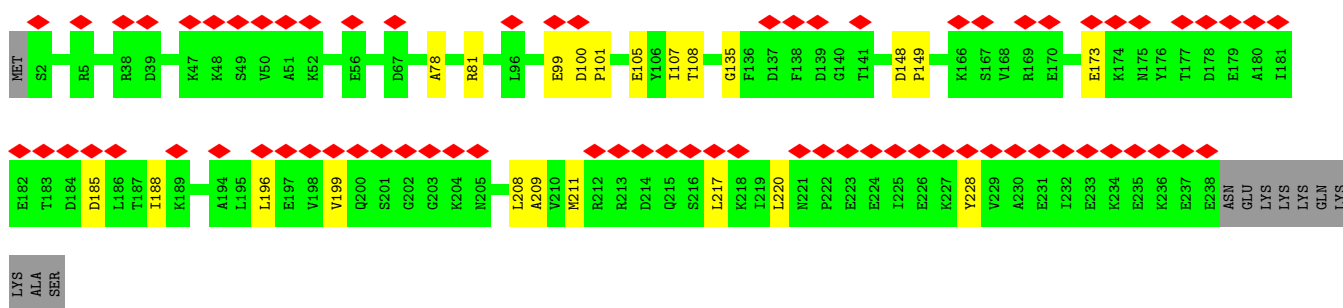 MET S2 R5 R38 D39 K47 K48 S49 V50 A51 K52 E56 D67 A78 R81 L96 E99 D100 P101 E105 Y106 I107 T108 G135 F136 D137 F138 D139 G140 T141 D148 P149 K166 S167 V168 R169 E170 E173 K174 N175 Y176 T177 D178 E179 A180 I181
E182 T183 D184 D185 L186 T187 I188 K189 A194 L195 L196 E197 V198 V199 Q200 S201 G202 G203 K204 N205 L208 A209 V210 M211 R212 R213 D214 Q215 S216 L217 K218 I219 L220 N221 P222 E223 E224 I225 E226 K227 Y228 V229 A230 E231 I232 E233 K234 E235 K236 E237 E238 ASN GLU LYS LYS LYS GLN LYS
LYS ALA SER